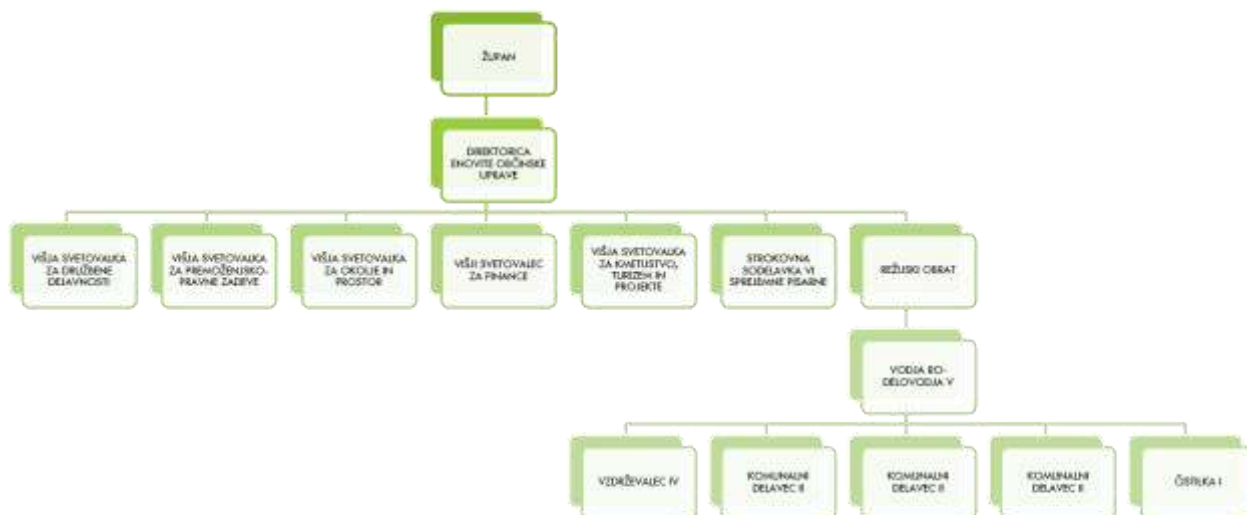 ŽUPAN
DIREKTORICA
ENOVITE OBČINSKE
UPRAVE
VIŠJA SVETOVALKA
ZA DRUŽBENE
DEJAVNOSTI
VIŠJA SVETOVALKA
ZA PREMOŽENJSKO-
PRAVNE ZADEVE
VIŠJA SVETOVALKA
ZA OKOLJE IN
PROSTOR
VIŠJI SVETOVALEC
ZA FINANCE
VIŠJA SVETOVALKA
ZA KMETIJSTVO,
TURIZEM IN
PROJEKTE
STROKOVNA
SODELAVKA VI
SPREJEMNE PISARNE
REŽIJSKI OBRAT
VODJA RO-
DELOVODJA V
VZDRŽEVALEC IV
KOMUNALNI
DELAVEC II
KOMUNALNI
DELAVEC II
KOMUNALNI
DELAVEC II
ČISTILKA I